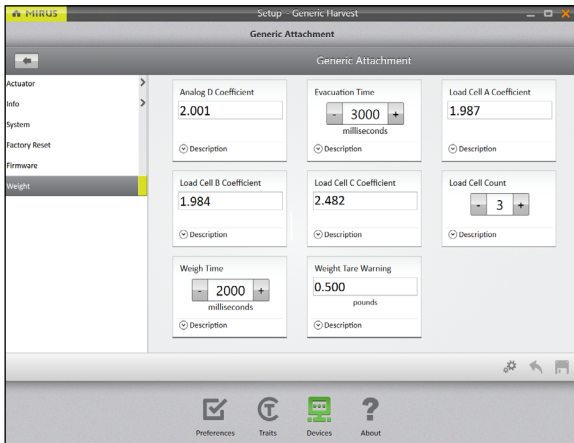 MIRUS
Setup - Generic Harvest
Generic Attachment
Generic Attachment
Actuator
Info
System
Factory Reset
Firmware
Weight
Analog D Coefficient
2.001
Description
Evacuation Time
- 3000 +
milliseconds
Description
Load Cell A Coefficient
1.987
Description
Load Cell B Coefficient
1.984
Description
Load Cell C Coefficient
2.482
Description
Load Cell Count
- 3 +
Description
Weigh Time
- 2000 +
milliseconds
Description
Weight Tare Warning
0.500
pounds
Description
Preferences
Traits
Devices
About